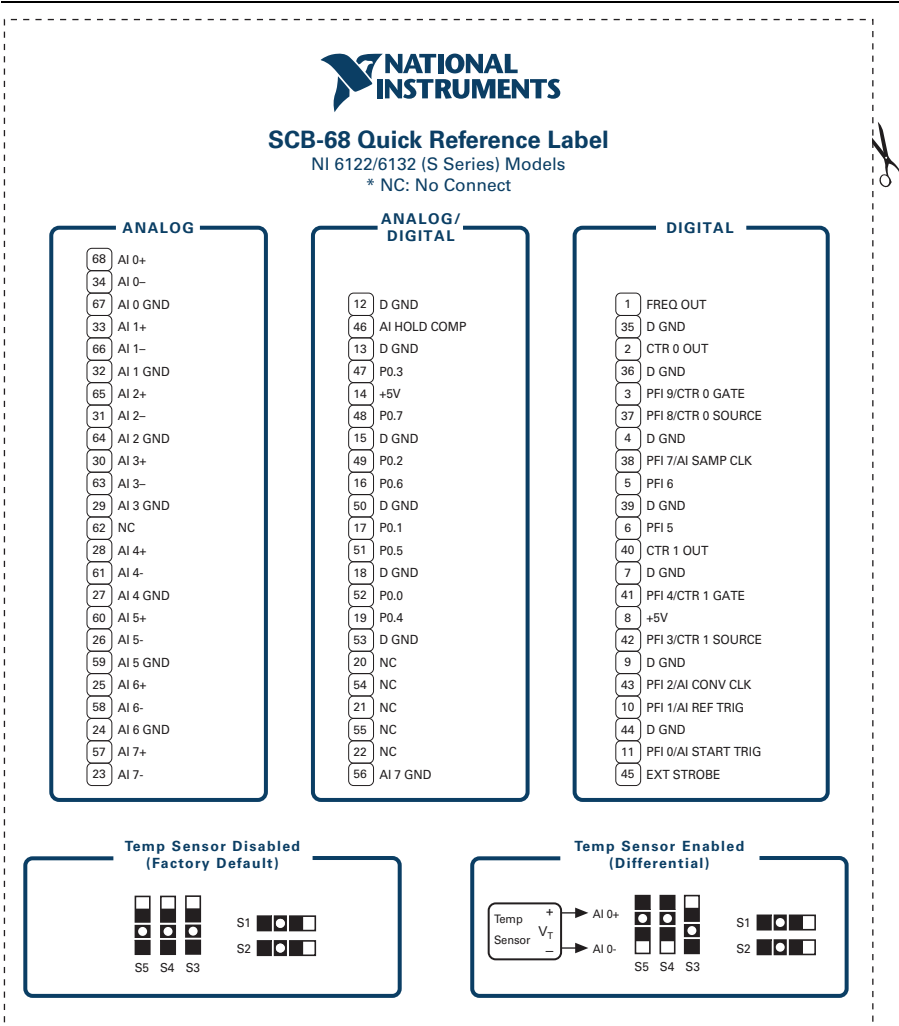 NATIONAL
INSTRUMENTS
SCB-68 Quick Reference Label
NI 6122/6132 (S Series) Models
* NC: No Connect
ANALOG
68 AI 0+
34 AI 0–
67 AI 0 GND
33 AI 1+
66 AI 1–
32 AI 1 GND
65 AI 2+
31 AI 2–
64 AI 2 GND
30 AI 3+
63 AI 3–
29 AI 3 GND
62 NC
28 AI 4+
61 AI 4-
27 AI 4 GND
60 AI 5+
26 AI 5-
59 AI 5 GND
25 AI 6+
58 AI 6-
24 AI 6 GND
57 AI 7+
23 AI 7-
ANALOG/
DIGITAL
12 D GND
46 AI HOLD COMP
13 D GND
47 P0.3
14 +5V
48 P0.7
15 D GND
49 P0.2
16 P0.6
50 D GND
17 P0.1
51 P0.5
18 D GND
52 P0.0
19 P0.4
53 D GND
20 NC
54 NC
21 NC
55 NC
22 NC
56 AI 7 GND
DIGITAL
1 FREQ OUT
35 D GND
2 CTR 0 OUT
36 D GND
3 PFI 9/CTR 0 GATE
37 PFI 8/CTR 0 SOURCE
4 D GND
38 PFI 7/AI SAMP CLK
5 PFI 6
39 D GND
6 PFI 5
40 CTR 1 OUT
7 D GND
41 PFI 4/CTR 1 GATE
8 +5V
42 PFI 3/CTR 1 SOURCE
9 D GND
43 PFI 2/AI CONV CLK
10 PFI 1/AI REF TRIG
44 D GND
11 PFI 0/AI START TRIG
45 EXT STROBE
Temp Sensor Disabled
(Factory Default)
S5 S4 S3
S1
S2
Temp Sensor Enabled
(Differential)
Temp
Sensor
+
VT
–
AI 0+
AI 0-
S5 S4 S3
S1
S2